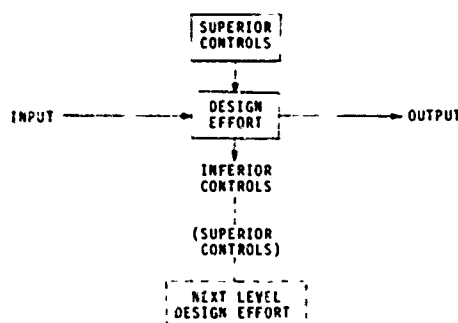 SUPERIOR
CONTROLS
INPUT
DESIGN
EFFORT
OUTPUT
INFERIOR
CONTROLS
(SUPERIOR
CONTROLS)
NEXT LEVEL
DESIGN EFFORT